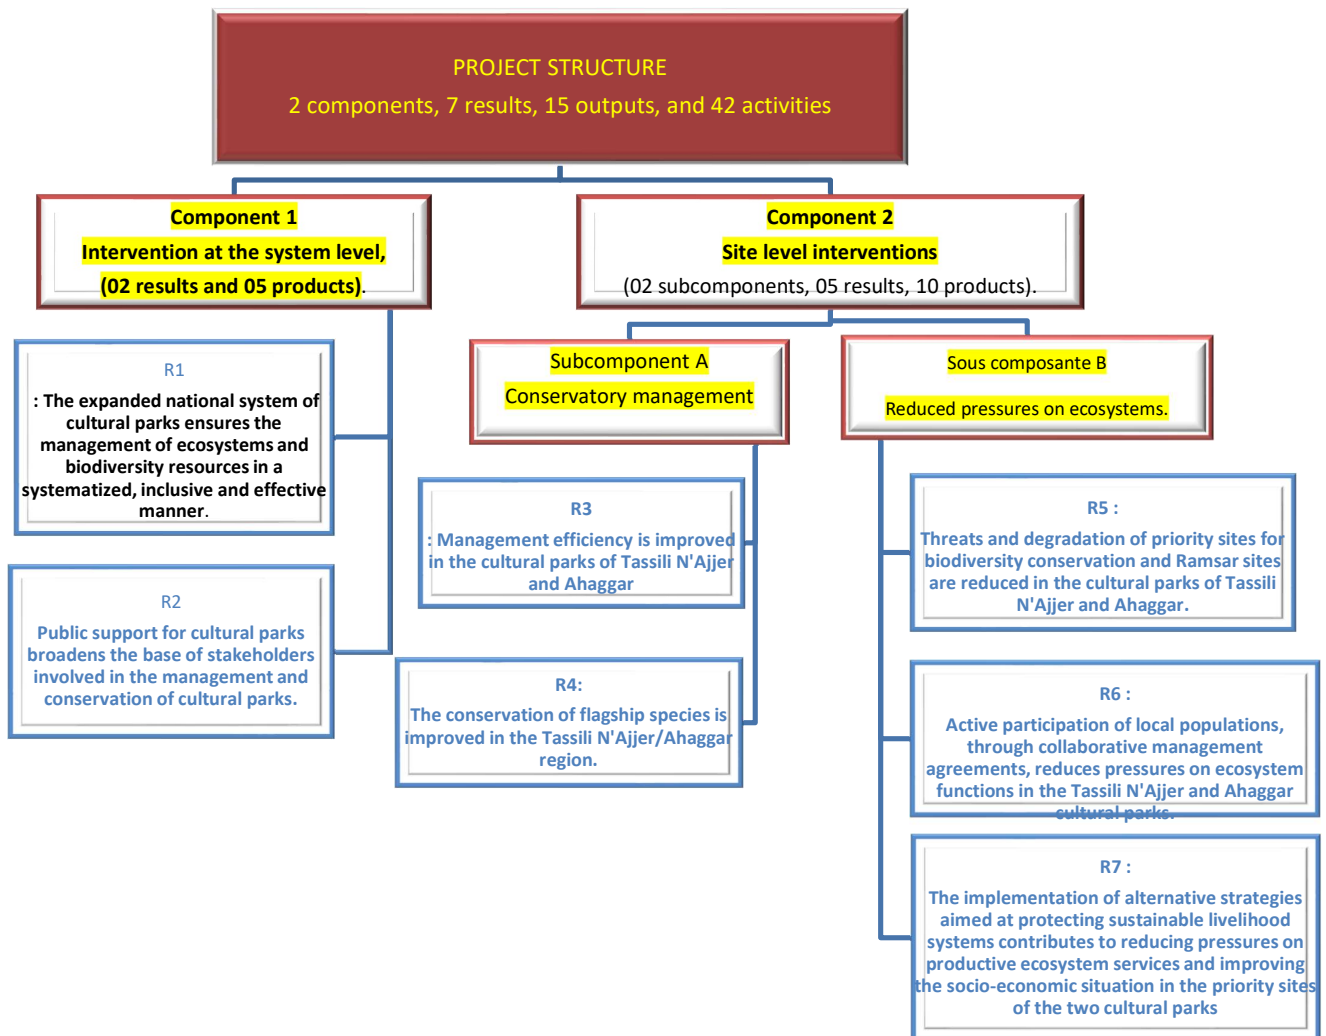 PROJECT STRUCTURE
2 components, 7 results, 15 outputs, and 42 activities
Component 1
Intervention at the system level,
(02 results and 05 products).
Component 2
Site level interventions
(02 subcomponents, 05 results, 10 products).
R1
: The expanded national system of
cultural parks ensures the
management of ecosystems and
biodiversity resources in a
systematized, inclusive and effective
manner.
R2
Public support for cultural parks
broadens the base of stakeholders
involved in the management and
conservation of cultural parks.
Subcomponent A
Conservatory management
R3
: Management efficiency is improved
in the cultural parks of Tassili N'Ajjer
and Ahaggar
R4:
The conservation of flagship species is
improved in the Tassili N'Ajjer/Ahaggar
region.
Sous composante B
Reduced pressures on ecosystems.
R5 :
Threats and degradation of priority sites for
biodiversity conservation and Ramsar sites
are reduced in the cultural parks of Tassili
N'Ajjer and Ahaggar.
R6 :
Active participation of local populations,
through collaborative management
agreements, reduces pressures on ecosystem
functions in the Tassili N'Ajjer and Ahaggar
cultural parks.
R7 :
The implementation of alternative strategies
aimed at protecting sustainable livelihood
systems contributes to reducing pressures on
productive ecosystem services and improving
the socio-economic situation in the priority sites
of the two cultural parks